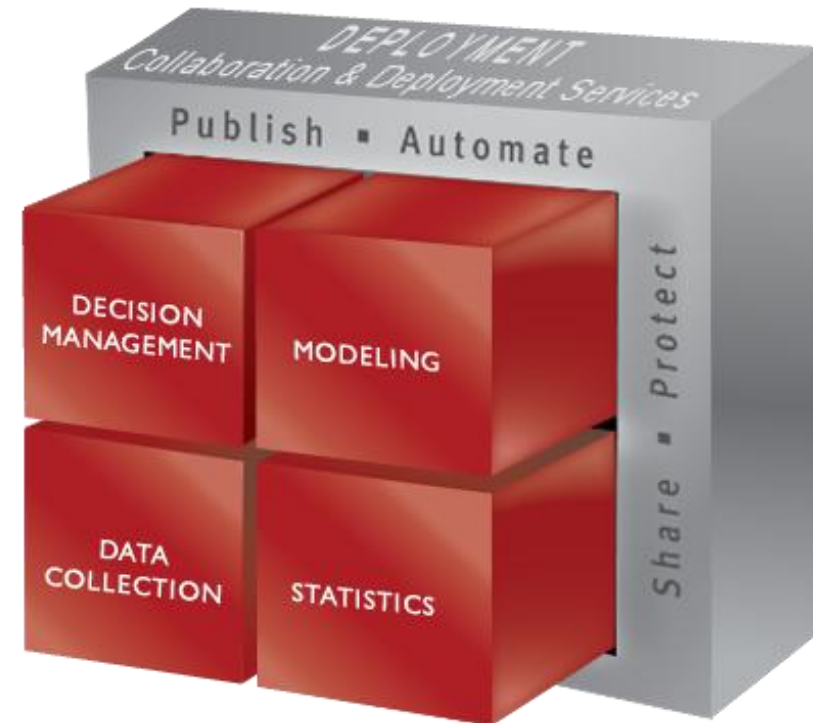 DEPLOYMENT
Collaboration & Deployment Services
Publish ▪ Automate
Share ▪ Protect
DECISION
MANAGEMENT
MODELING
DATA
COLLECTION
STATISTICS